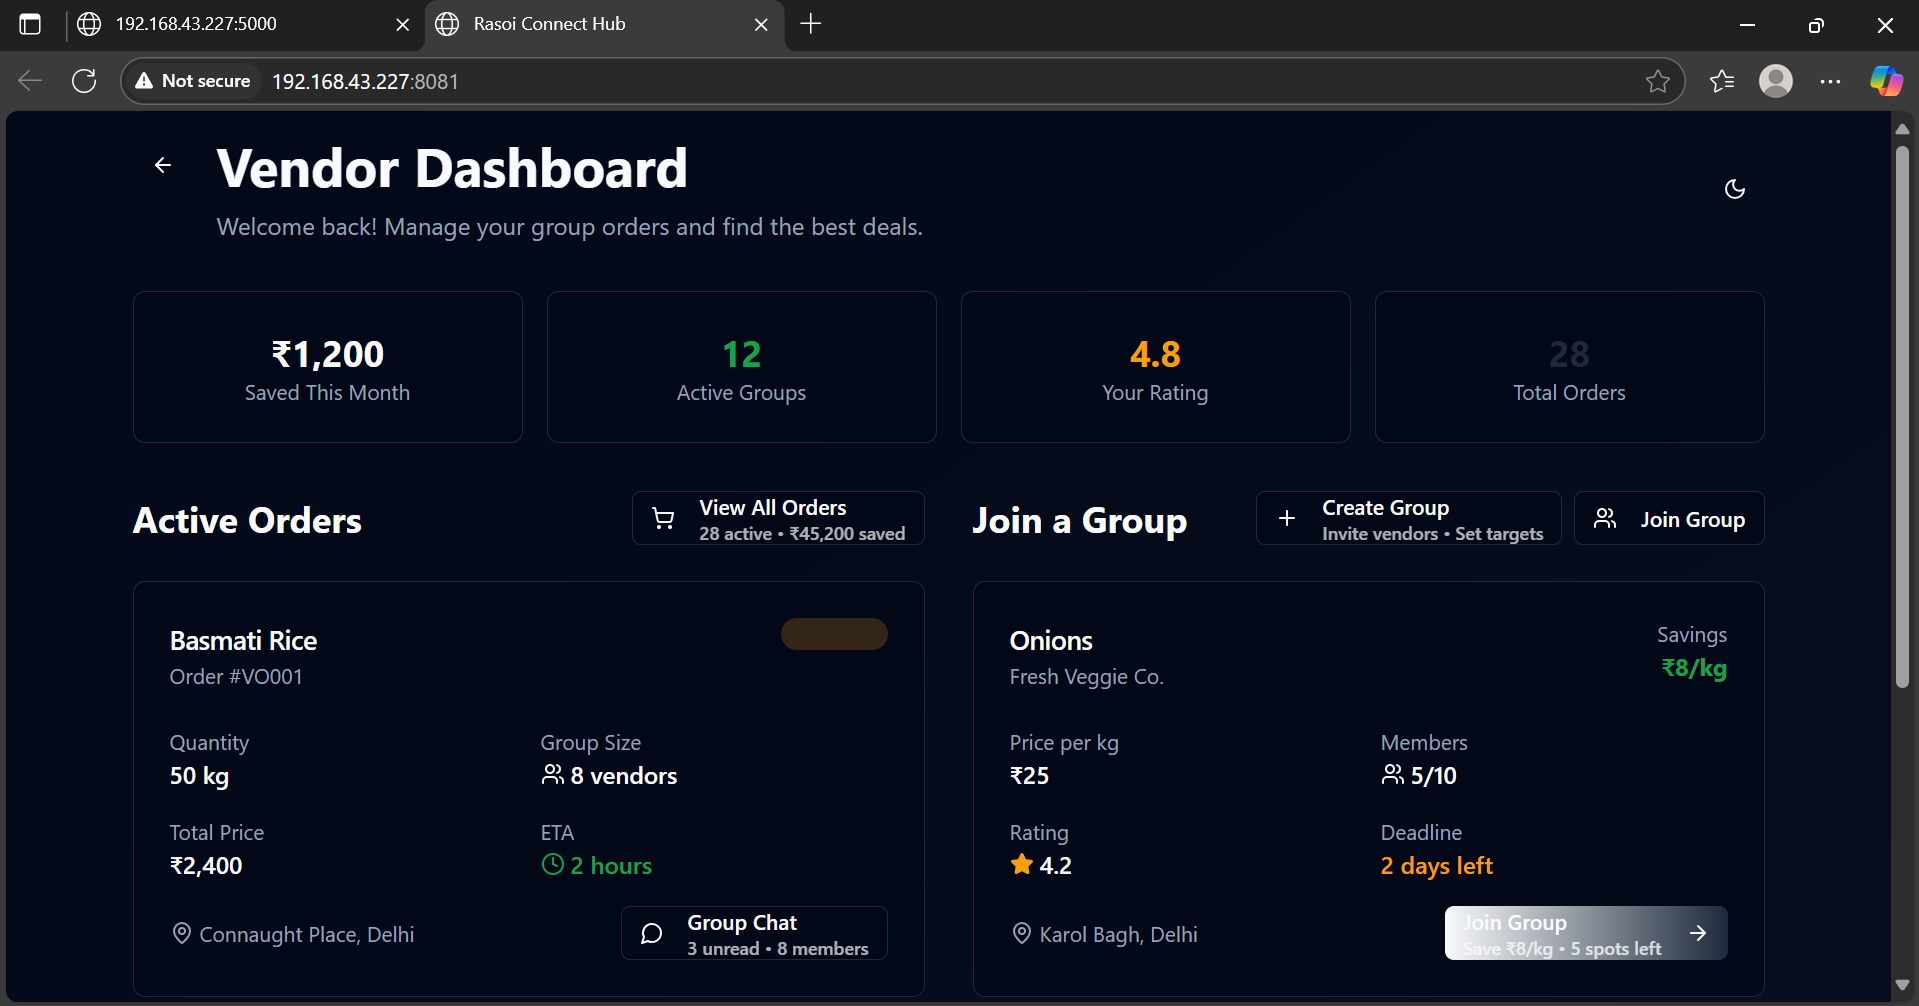 192.168.43.227:5000
Rasoi Connect Hub
Not secure
192.168.43.227:8081
Vendor Dashboard
Welcome back! Manage your group orders and find the best deals.
₹1,200
Saved This Month
12
Active Groups
4.8
Your Rating
28
Total Orders
Active Orders
View All Orders
28 active • ₹45,200 saved
Join a Group
Create Group
Invite vendors • Set targets
Join Group
Basmati Rice
Order #VO001
Quantity
50 kg
Group Size
8 vendors
Total Price
₹2,400
ETA
2 hours
Connaught Place, Delhi
Group Chat
3 unread • 8 members
Onions
Fresh Veggie Co.
Savings
₹8/kg
Price per kg
₹25
Members
5/10
Rating
4.2
Deadline
2 days left
Karol Bagh, Delhi
Join Group
Save ₹8/kg • 5 spots left